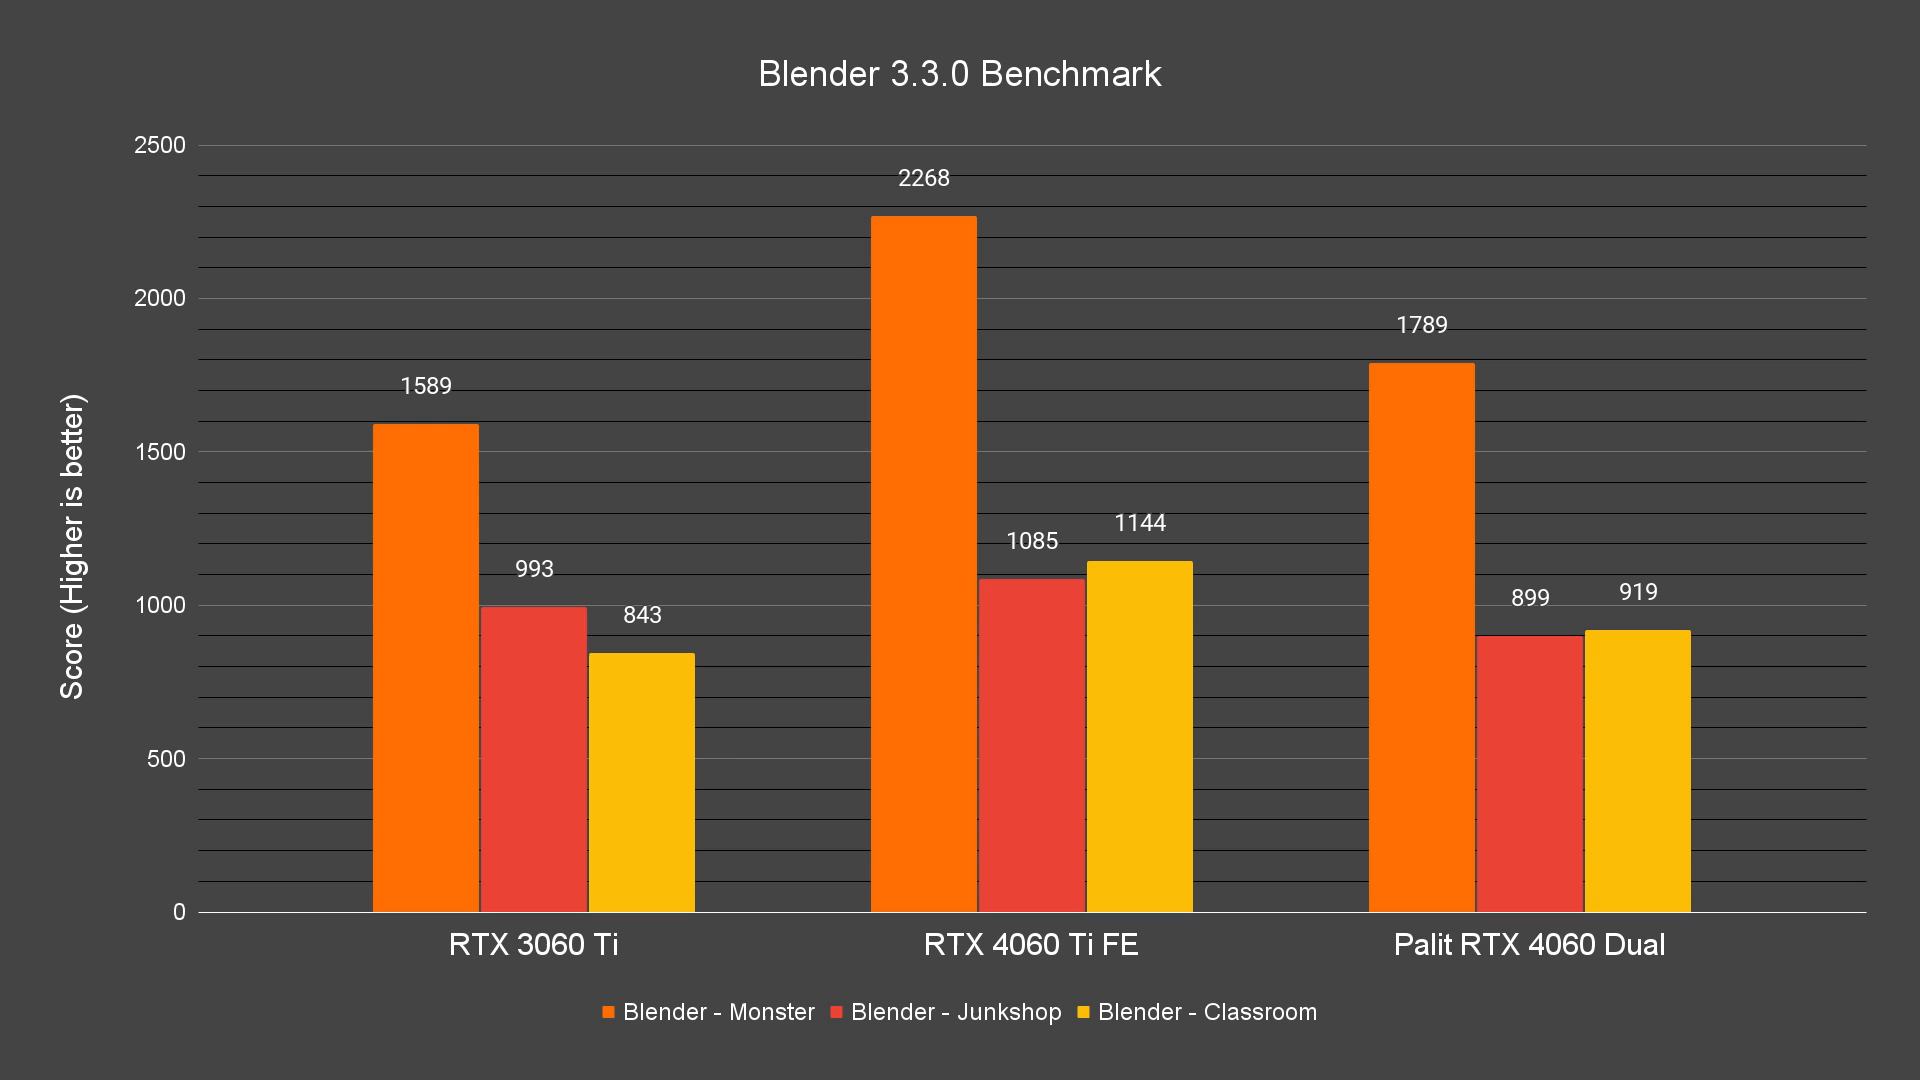 Blender 3.3.0 Benchmark
Score (Higher is better)
2500
2000
1500
1000
500
0
1589
993
843
2268
1085
1144
1789
899
919
RTX 3060 Ti
RTX 4060 Ti FE
Palit RTX 4060 Dual
Blender - Monster
Blender - Junkshop
Blender - Classroom